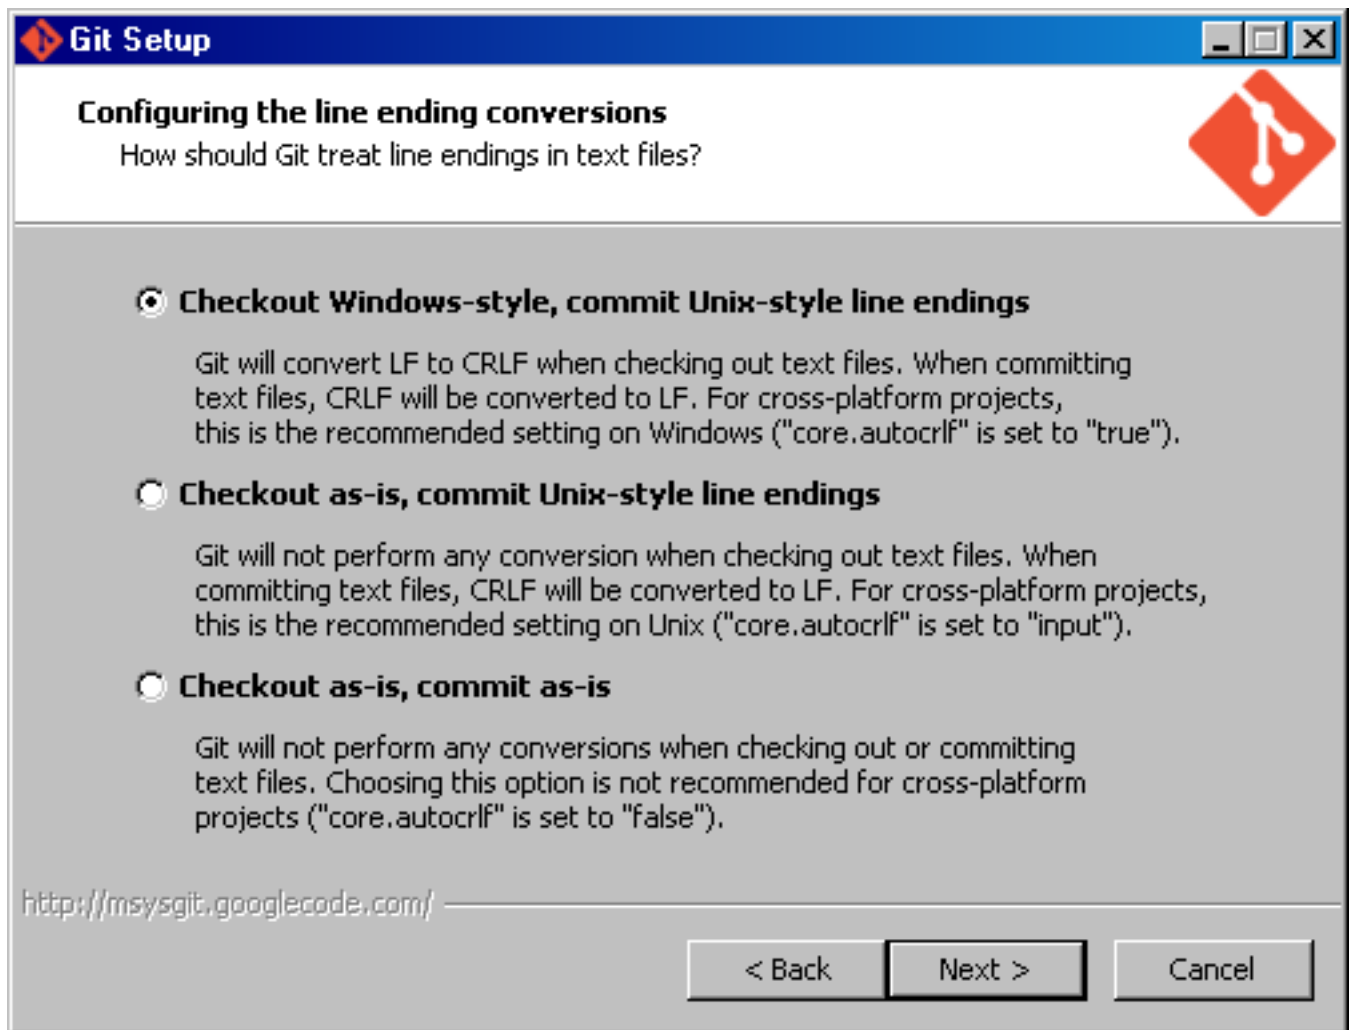 Git Setup
Configuring the line ending conversions
How should Git treat line endings in text files?
Checkout Windows-style, commit Unix-style line endings
Git will convert LF to CRLF when checking out text files. When committing
text files, CRLF will be converted to LF. For cross-platform projects,
this is the recommended setting on Windows ("core.autocrlf" is set to "true").
Checkout as-is, commit Unix-style line endings
Git will not perform any conversion when checking out text files. When
committing text files, CRLF will be converted to LF. For cross-platform projects,
this is the recommended setting on Unix ("core.autocrlf" is set to "input").
Checkout as-is, commit as-is
Git will not perform any conversions when checking out or committing
text files. Choosing this option is not recommended for cross-platform
projects ("core.autocrlf" is set to "false").
http://msysgit.googlecode.com/
< Back Next > Cancel